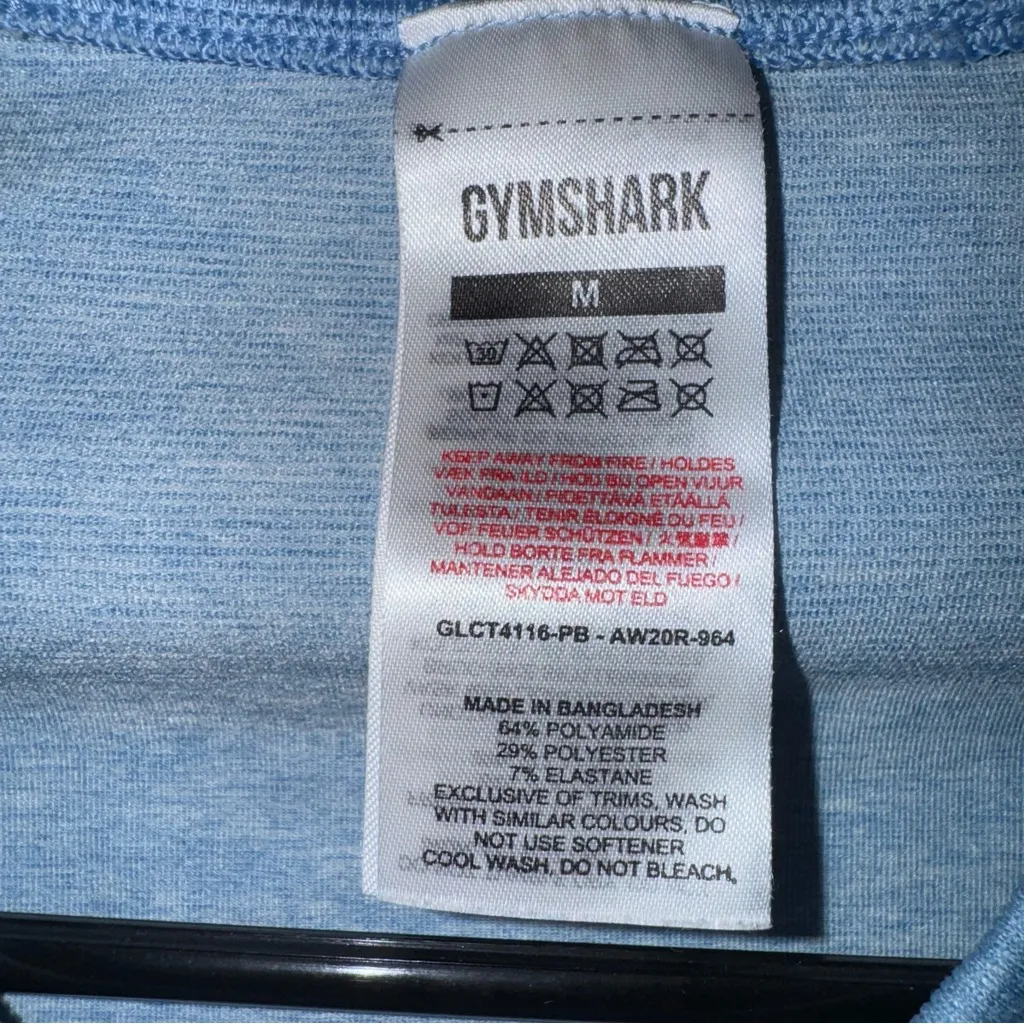 GYMSHARK
M
30
KEEP AWAY FROM FIRE / HOLDES
VÆK FRA ILD / HOU BIJ OPEN VUUR
VANDAAN / PIDETTÄVÄ ETÄÄLLÄ
TULESTA / TENIR ÉLOIGNÉ DU FEU /
VOR FEUER SCHÜTZEN /
HOLD BORTE FRA FLAMMER
MANTENER ALEJADO DEL FUEGO /
SKYDDA MOT ELD
GLCT4116-PB - AW20R-964
MADE IN BANGLADESH
64% POLYAMIDE
29% POLYESTER
7% ELASTANE
EXCLUSIVE OF TRIMS, WASH
WITH SIMILAR COLOURS, DO
NOT USE SOFTENER
COOL WASH, DO NOT BLEACH,